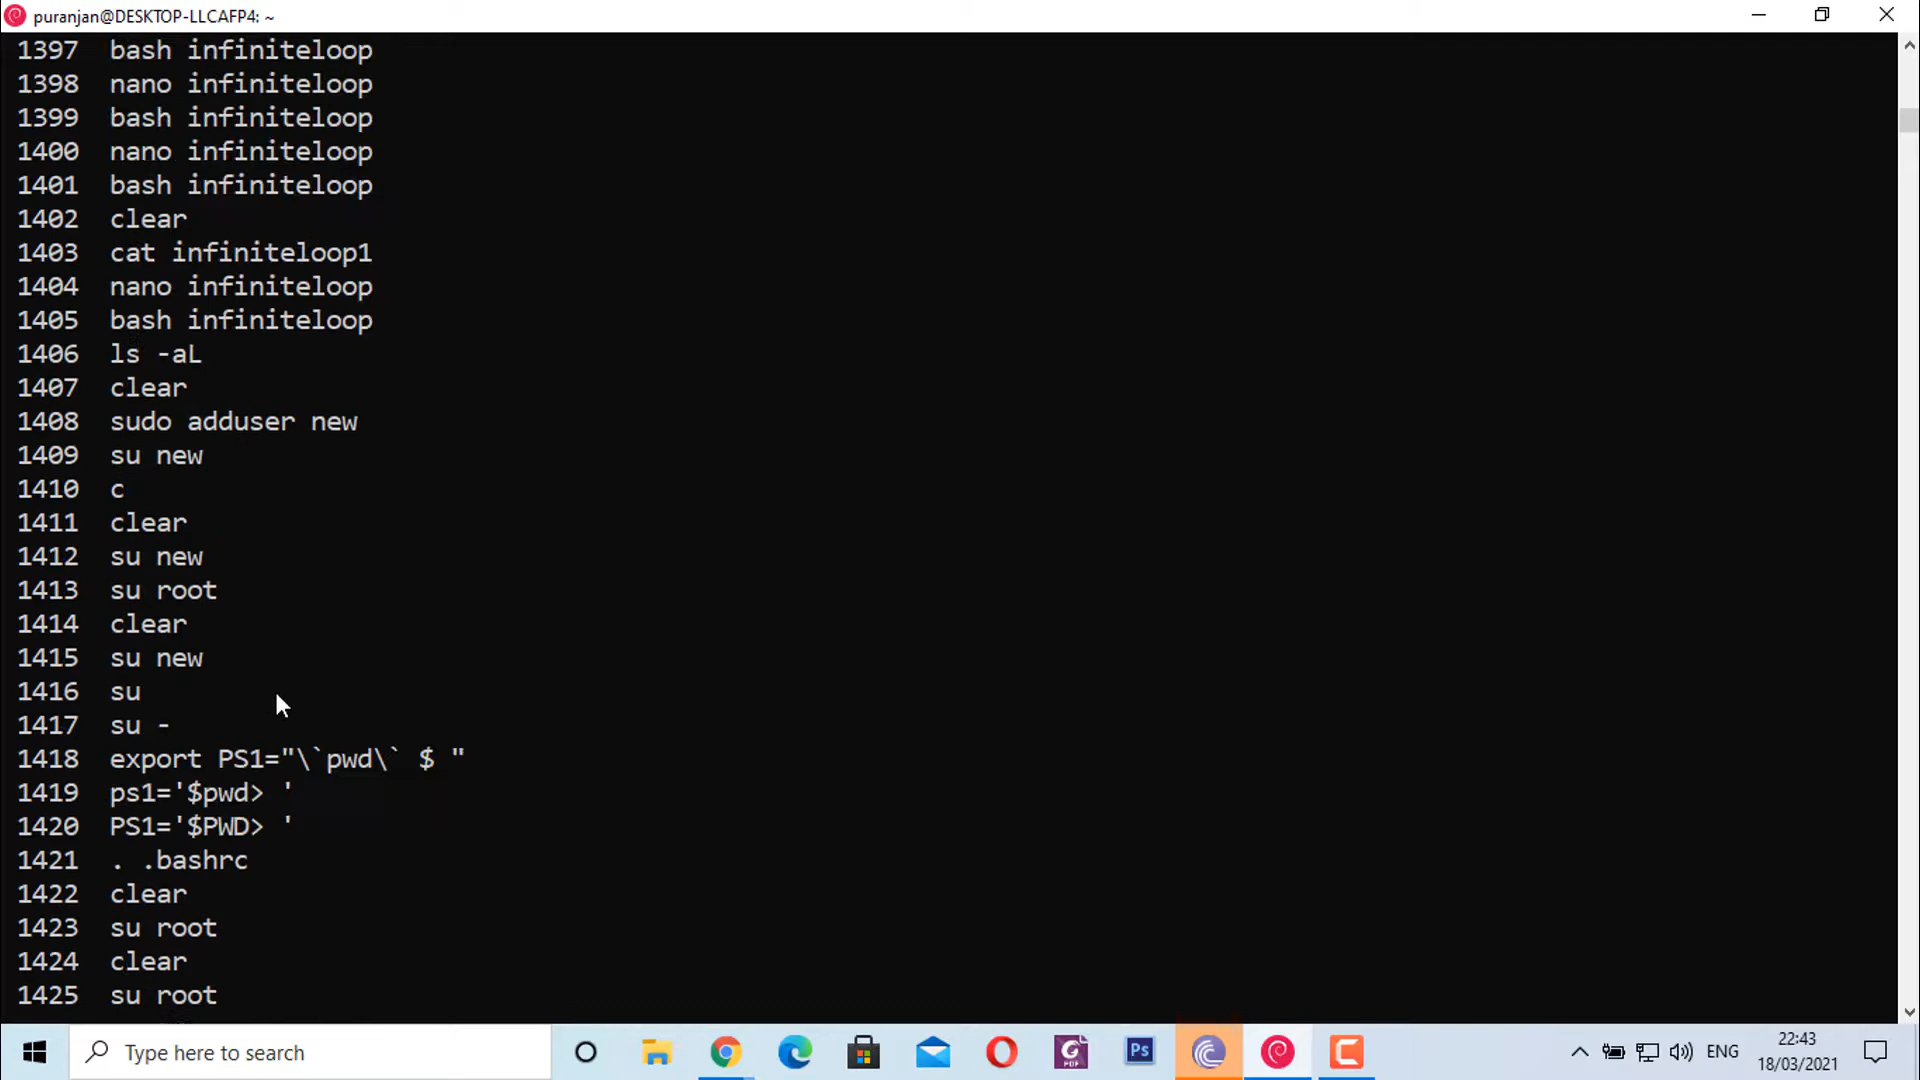 puranjan@DESKTOP-LLCAFP4: ~
1397 bash infiniteloop
1398 nano infiniteloop
1399 bash infiniteloop
1400 nano infiniteloop
1401 bash infiniteloop
1402 clear
1403 cat infiniteloop1
1404 nano infiniteloop
1405 bash infiniteloop
1406 ls -aL
1407 clear
1408 sudo adduser new
1409 su new
1410 c
1411 clear
1412 su new
1413 su root
1414 clear
1415 su new
1416 su
1417 su -
1418 export PS1="\`pwd\` $ "
1419 ps1='$pwd> '
1420 PS1='$PWD> '
1421 . .bashrc
1422 clear
1423 su root
1424 clear
1425 su root
Type here to search
PDF
Ps
ENG
22:43
18/03/2021